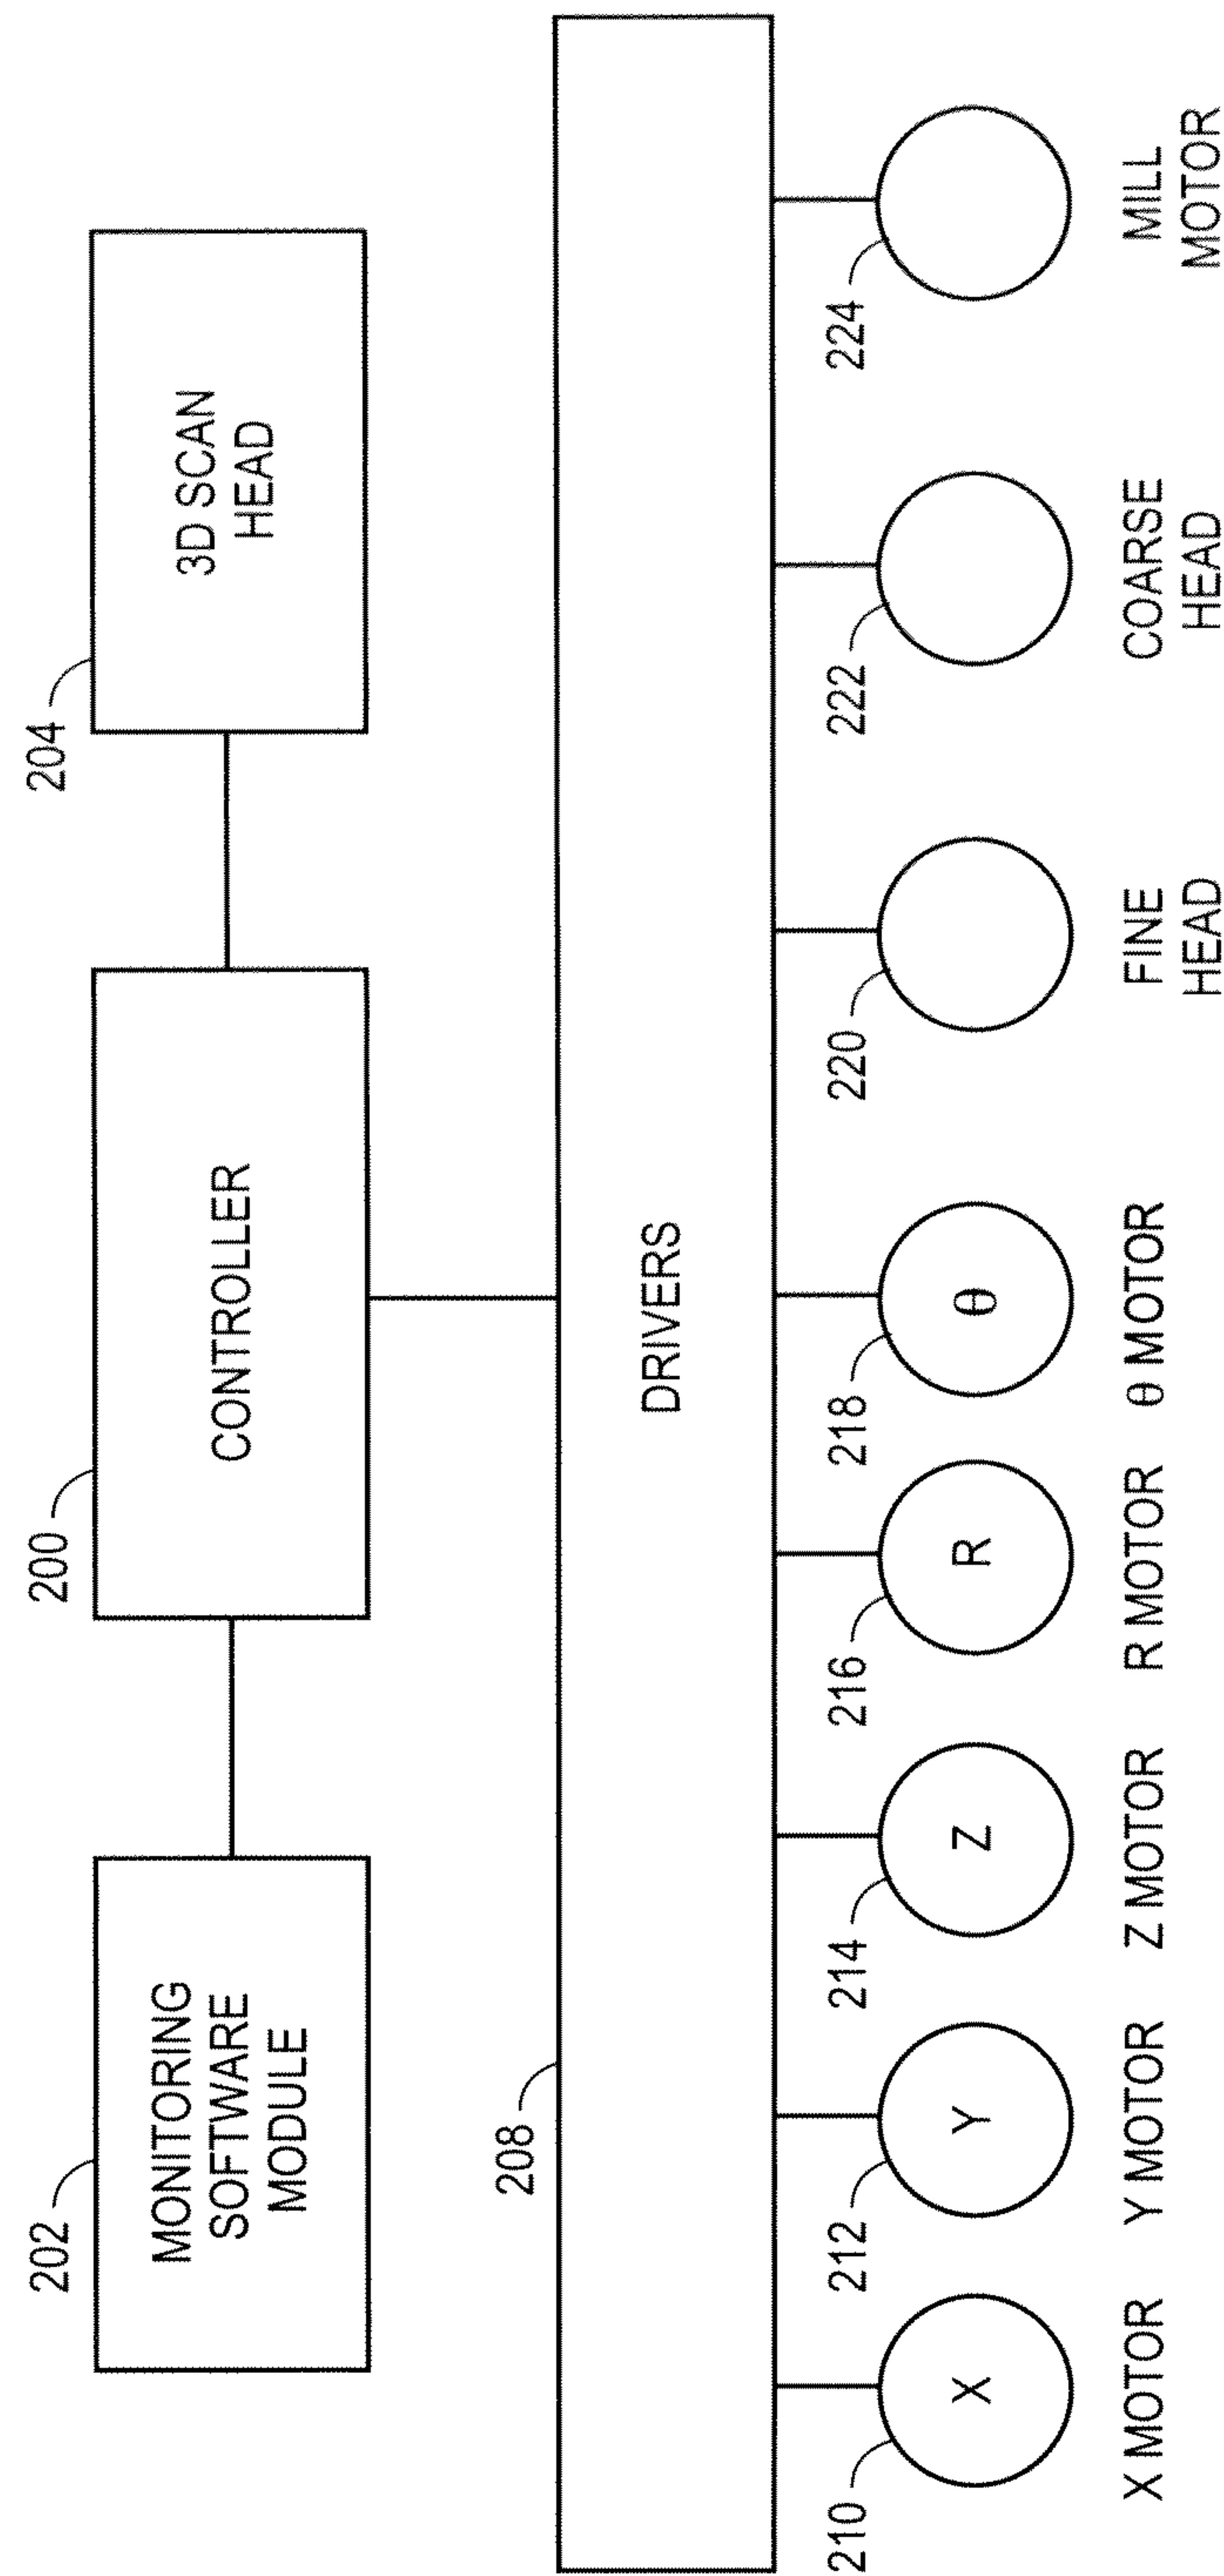 202
MONITORING
SOFTWARE
MODULE
200
CONTROLLER
204
3D SCAN
HEAD
208
DRIVERS
210
X
X MOTOR
212
Y
Y MOTOR
214
Z
Z MOTOR
216
R
R MOTOR
218
θ
θ MOTOR
220
FINE
HEAD
222
COARSE
HEAD
224
MILL
MOTOR